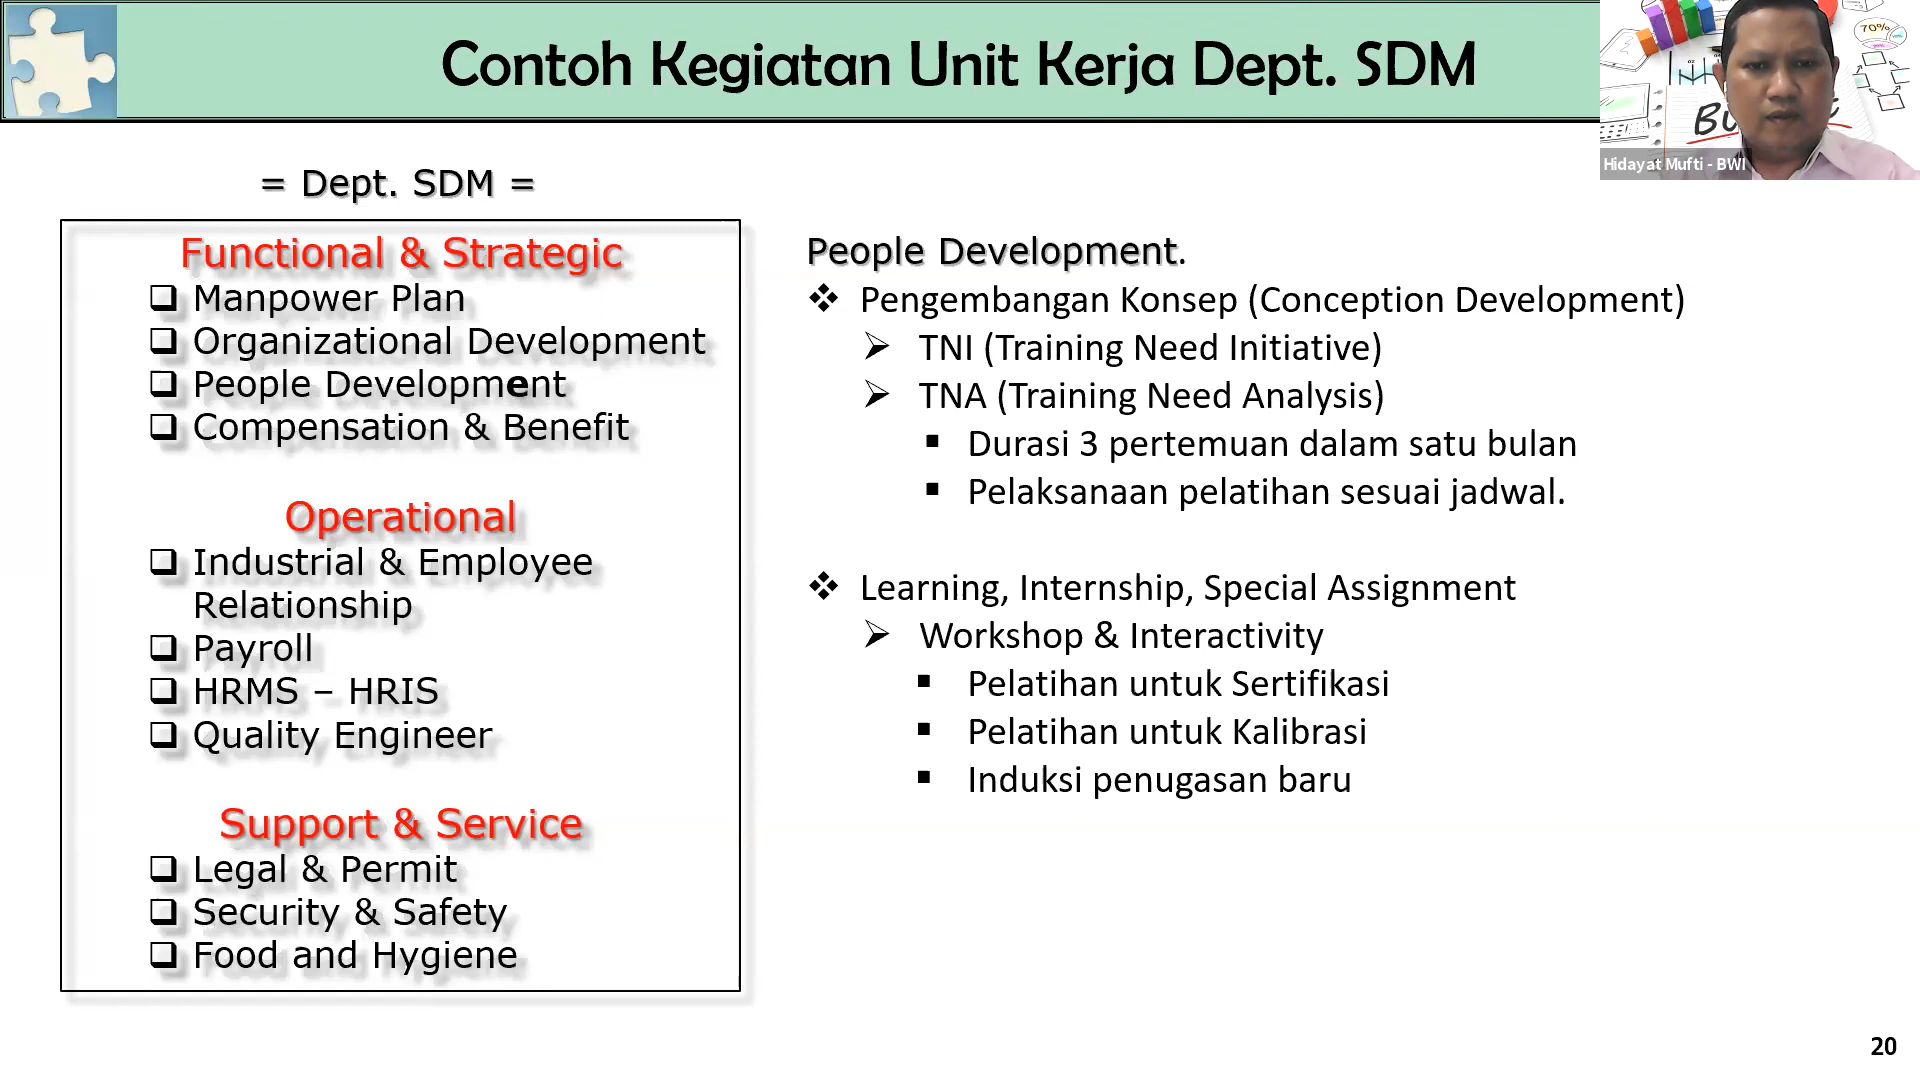 Contoh Kegiatan Unit Kerja Dept. SDM
70%
Hidayat Mufti - BWI
= Dept. SDM =
Functional & Strategic
Manpower Plan
Organizational Development
People Development
Compensation & Benefit
Operational
Industrial & Employee
Relationship
Payroll
HRMS – HRIS
Quality Engineer
Support & Service
Legal & Permit
Security & Safety
Food and Hygiene
People Development.
Pengembangan Konsep (Conception Development)
TNI (Training Need Initiative)
TNA (Training Need Analysis)
Durasi 3 pertemuan dalam satu bulan
Pelaksanaan pelatihan sesuai jadwal.
Learning, Internship, Special Assignment
Workshop & Interactivity
Pelatihan untuk Sertifikasi
Pelatihan untuk Kalibrasi
Induksi penugasan baru
20